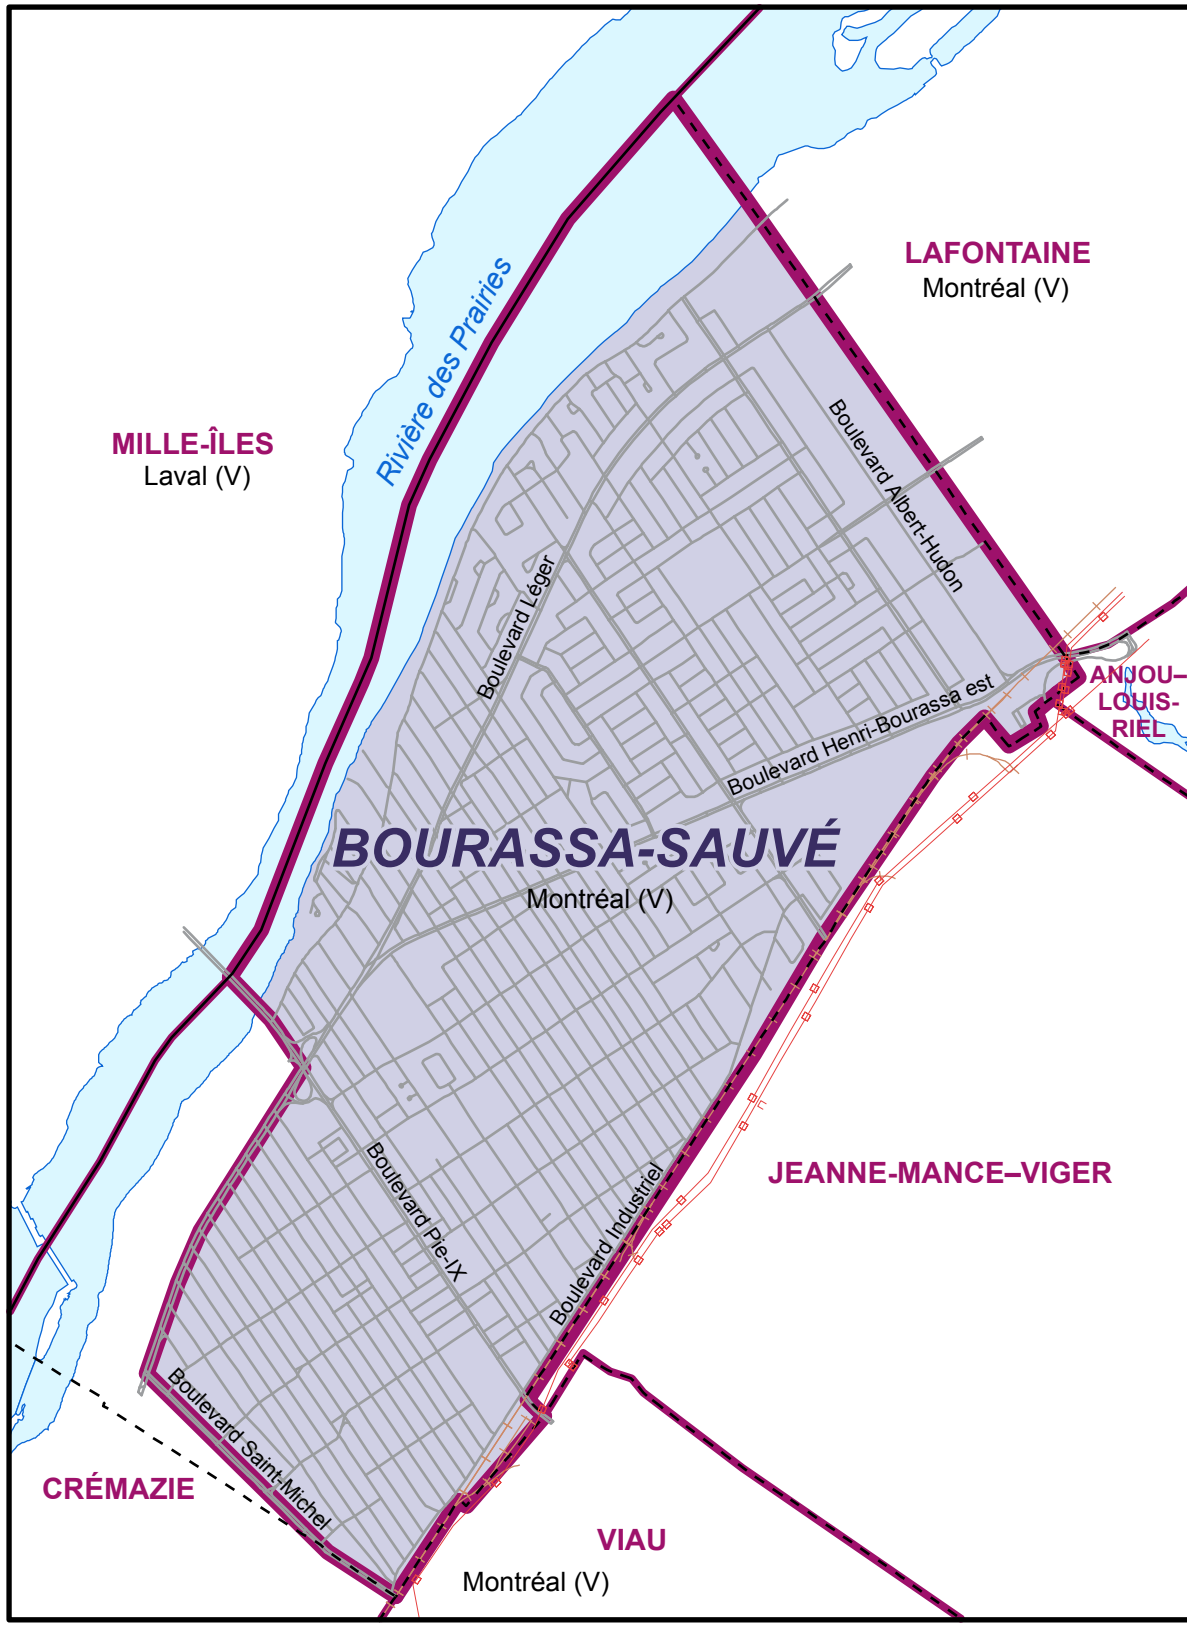 LAFONTAINE
Montréal (V)
Rivière des Prairies
MILLE-ÎLES
Laval (V)
Boulevard Albert-Hudon
Boulevard Léger
ANJOU–
LOUIS-
RIEL
Boulevard Henri-Bourassa est
BOURASSA-SAUVÉ
Montréal (V)
Boulevard Pie-IX
Boulevard Industriel
JEANNE-MANCE–VIGER
Boulevard Saint-Michel
CRÉMAZIE
VIAU
Montréal (V)